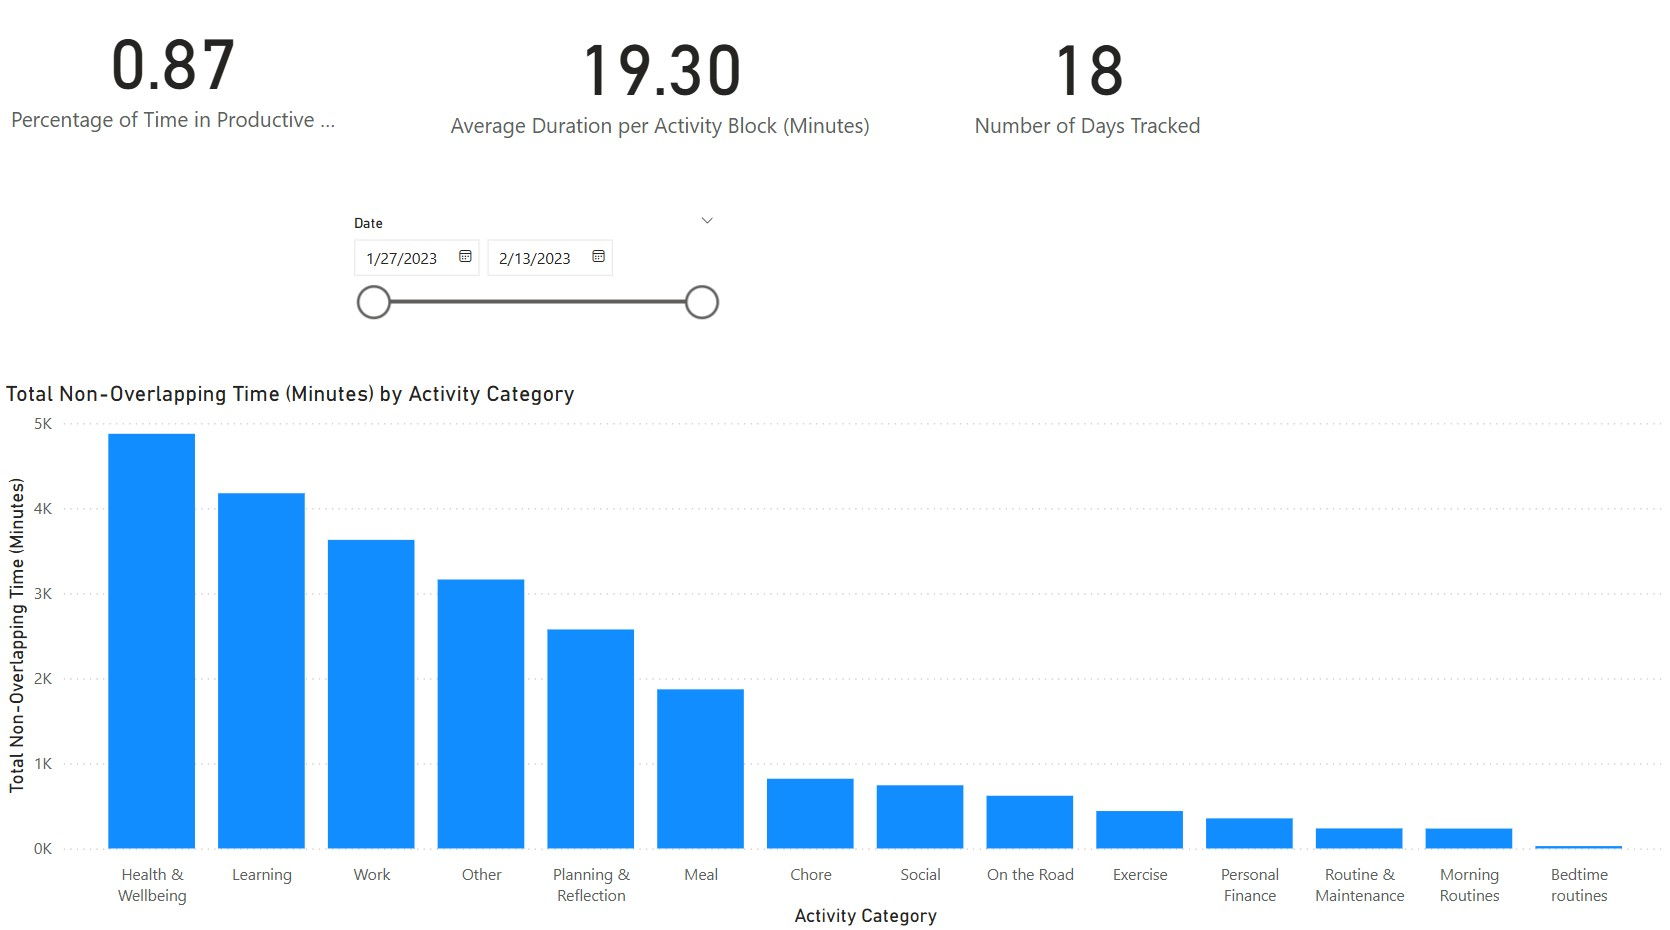 0.87
Percentage of Time in Productive ...
19.30
Average Duration per Activity Block (Minutes)
18
Number of Days Tracked
Date
1/27/2023
2/13/2023
Total Non-Overlapping Time (Minutes) by Activity Category
Total Non-Overlapping Time (Minutes)
5K
4K
3K
2K
1K
0K
Health &
Wellbeing
Learning
Work
Other
Planning &
Reflection
Meal
Chore
Social
On the Road
Exercise
Personal
Finance
Routine &
Maintenance
Morning
Routines
Bedtime
routines
Activity Category